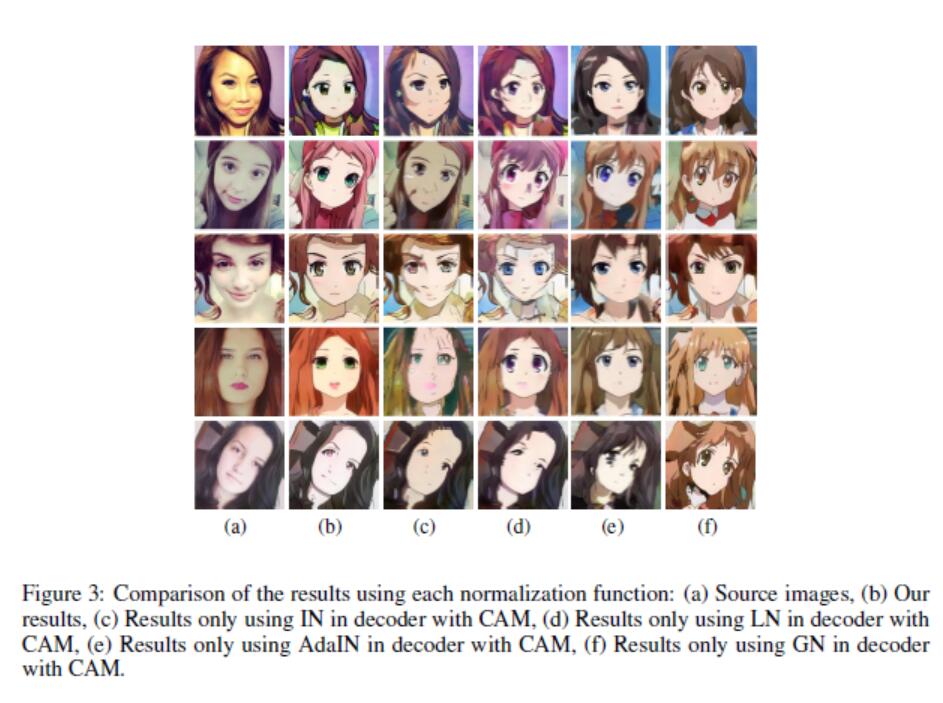 (a) (b) (c) (d) (e) (f)
Figure 3: Comparison of the results using each normalization function: (a) Source images, (b) Our
results, (c) Results only using IN in decoder with CAM, (d) Results only using LN in decoder with
CAM, (e) Results only using AdaIN in decoder with CAM, (f) Results only using GN in decoder
with CAM.